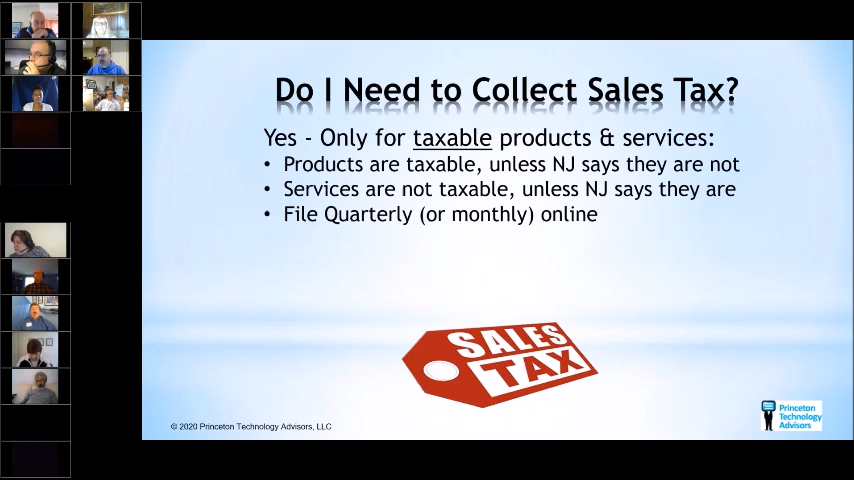 Do I Need to Collect Sales Tax?
Yes - Only for taxable products & services:
• Products are taxable, unless NJ says they are not
• Services are not taxable, unless NJ says they are
• File Quarterly (or monthly) online
SALES
TAX
© 2020 Princeton Technology Advisors, LLC
Princeton
Technology
Advisors